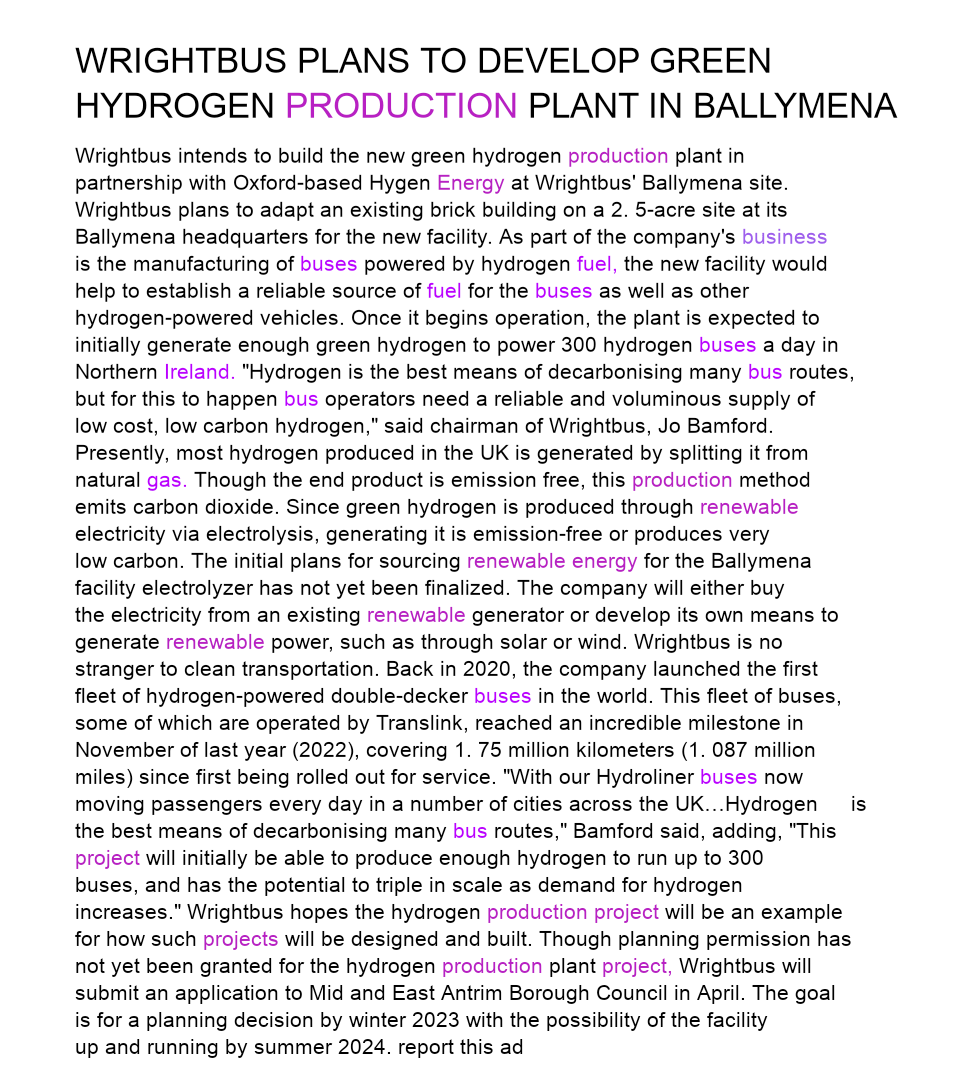 WRIGHTBUS PLANS TO DEVELOP GREEN
HYDROGEN PRODUCTION PLANT IN BALLYMENA
Wrightbus intends to build the new green hydrogen production plant in
partnership with Oxford-based Hygen Energy at Wrightbus' Ballymena site.
Wrightbus plans to adapt an existing brick building on a 2. 5-acre site at its
Ballymena headquarters for the new facility. As part of the company's business
is the manufacturing of buses powered by hydrogen fuel, the new facility would
help to establish a reliable source of fuel for the buses as well as other
hydrogen-powered vehicles. Once it begins operation, the plant is expected to
initially generate enough green hydrogen to power 300 hydrogen buses a day in
Northern Ireland. "Hydrogen is the best means of decarbonising many bus routes,
but for this to happen bus operators need a reliable and voluminous supply of
low cost, low carbon hydrogen," said chairman of Wrightbus, Jo Bamford.
Presently, most hydrogen produced in the UK is generated by splitting it from
natural gas. Though the end product is emission free, this production method
emits carbon dioxide. Since green hydrogen is produced through renewable
electricity via electrolysis, generating it is emission-free or produces very
low carbon. The initial plans for sourcing renewable energy for the Ballymena
facility electrolyzer has not yet been finalized. The company will either buy
the electricity from an existing renewable generator or develop its own means to
generate renewable power, such as through solar or wind. Wrightbus is no
stranger to clean transportation. Back in 2020, the company launched the first
fleet of hydrogen-powered double-decker buses in the world. This fleet of buses,
some of which are operated by Translink, reached an incredible milestone in
November of last year (2022), covering 1. 75 million kilometers (1. 087 million
miles) since first being rolled out for service. "With our Hydroliner buses now
moving passengers every day in a number of cities across the UK…Hydrogen is
the best means of decarbonising many bus routes," Bamford said, adding, "This
project will initially be able to produce enough hydrogen to run up to 300
buses, and has the potential to triple in scale as demand for hydrogen
increases." Wrightbus hopes the hydrogen production project will be an example
for how such projects will be designed and built. Though planning permission has
not yet been granted for the hydrogen production plant project, Wrightbus will
submit an application to Mid and East Antrim Borough Council in April. The goal
is for a planning decision by winter 2023 with the possibility of the facility
up and running by summer 2024. report this ad